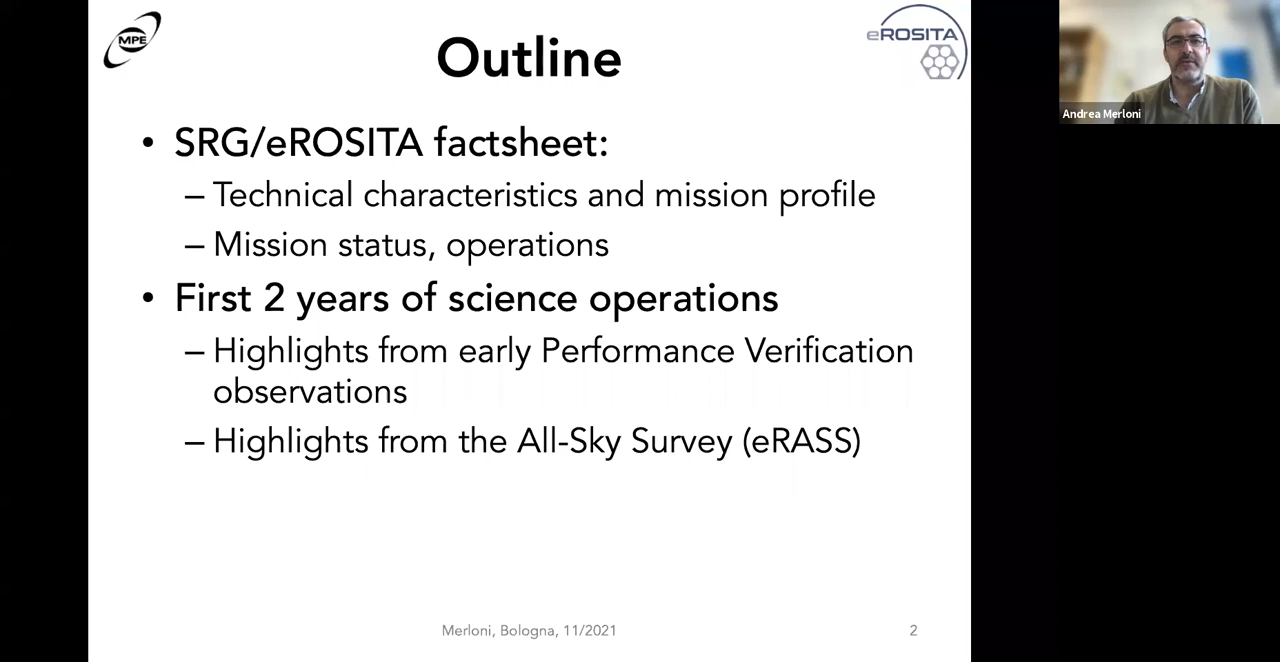 MPE
Outline
eROSITA
• SRG/eROSITA factsheet:
– Technical characteristics and mission profile
– Mission status, operations
• First 2 years of science operations
– Highlights from early Performance Verification
observations
– Highlights from the All-Sky Survey (eRASS)
Merloni, Bologna, 11/2021
2
Andrea Merloni